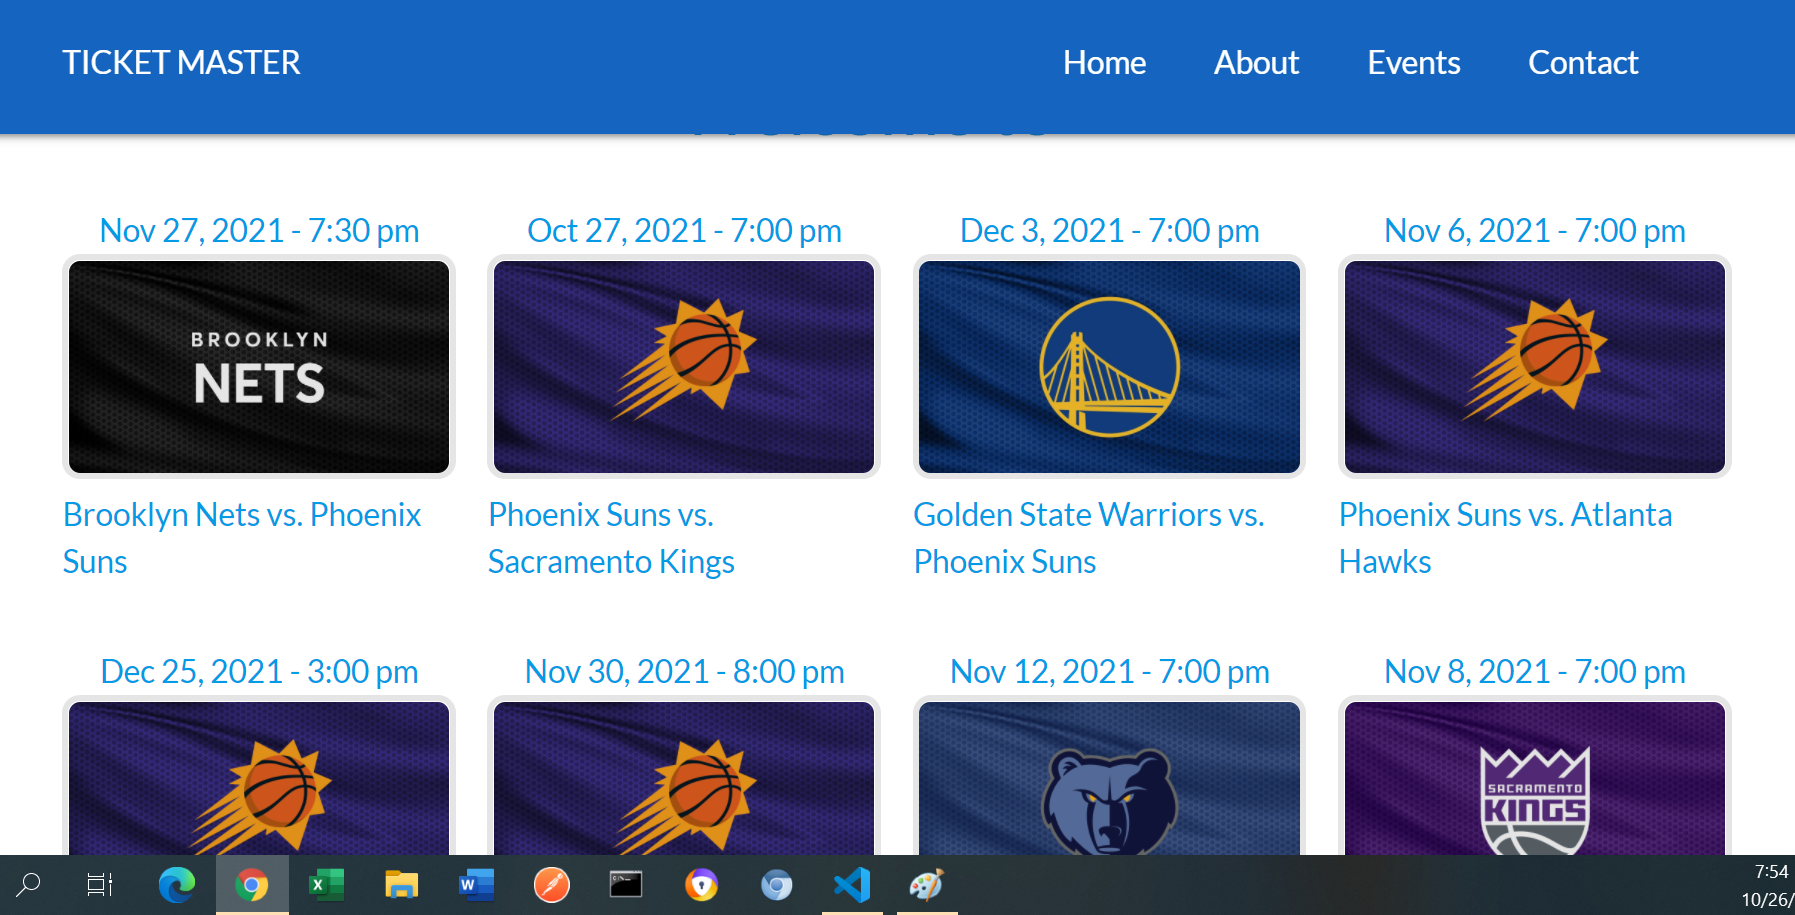 TICKET MASTER Home About Events Contact
Nov 27, 2021 - 7:30 pm Oct 27, 2021 - 7:00 pm Dec 3, 2021 - 7:00 pm Nov 6, 2021 - 7:00 pm
BROOKLYN
NETS
Brooklyn Nets vs. Phoenix
Suns
Phoenix Suns vs.
Sacramento Kings
Golden State Warriors vs.
Phoenix Suns
Phoenix Suns vs. Atlanta
Hawks
Dec 25, 2021 - 3:00 pm Nov 30, 2021 - 8:00 pm Nov 12, 2021 - 7:00 pm Nov 8, 2021 - 7:00 pm
SACRAMENTO
KINGS
7:54
10/26/